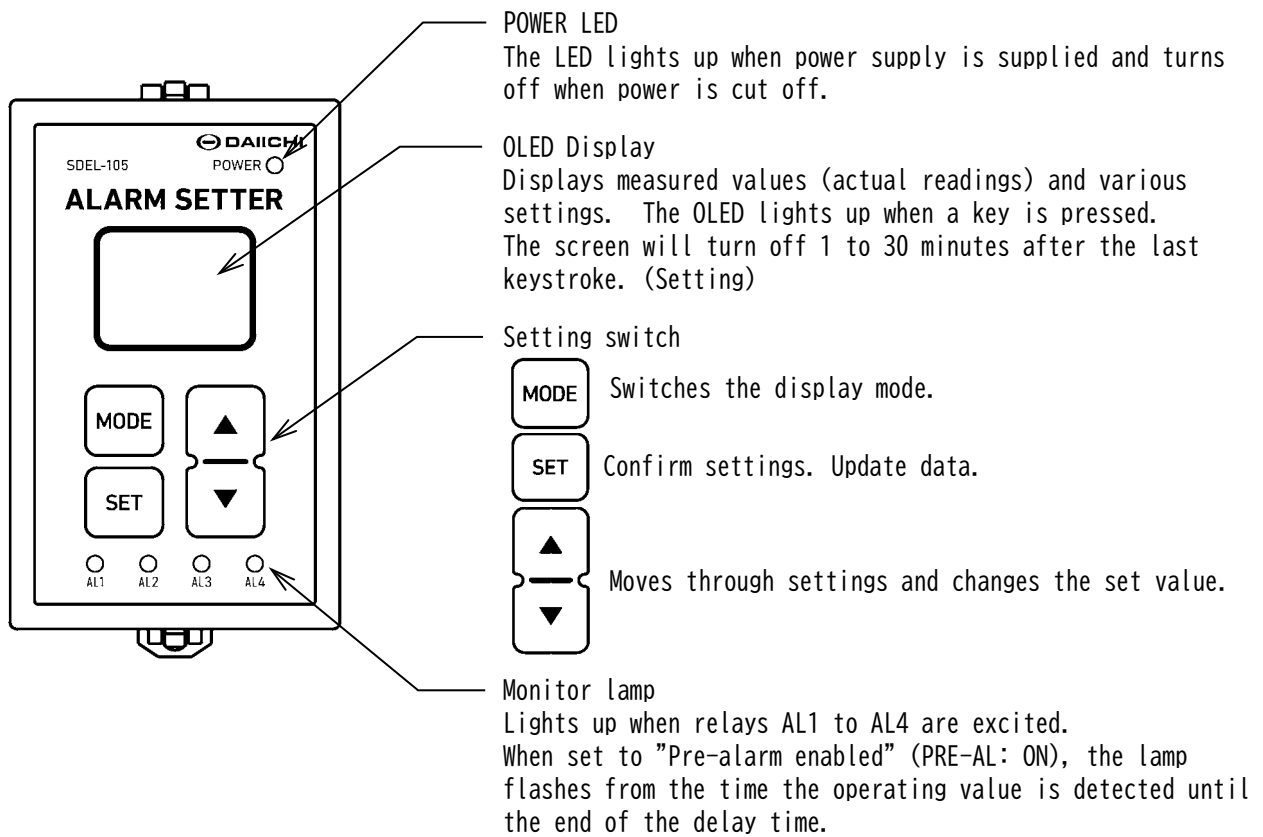 POWER LED
The LED lights up when power supply is supplied and turns
off when power is cut off.
DAIICHI
SDEL-105
POWER
ALARM SETTER
OLED Display
Displays measured values (actual readings) and various
settings.  The OLED lights up when a key is pressed.
The screen will turn off 1 to 30 minutes after the last
keystroke. (Setting)
Setting switch
MODE
Switches the display mode.
SET
Confirm settings. Update data.
▲
▼
Moves through settings and changes the set value.
MODE
SET
▲
▼
AL1 AL2 AL3 AL4
Monitor lamp
Lights up when relays AL1 to AL4 are excited.
When set to ”Pre-alarm enabled” (PRE-AL: ON), the lamp
flashes from the time the operating value is detected until
the end of the delay time.